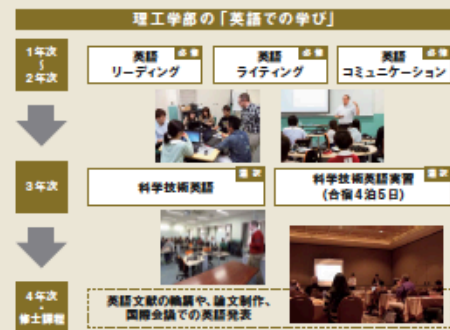 理工学部の「英語での学び」
1年次
〜
2年次
英語
リーディング
必修
英語
ライティング
必修
英語
コミュニケーション
必修
3年次
科学技術英語
選択
科学技術英語実習
(合宿4泊5日)
選択
4年次
修士課程
英語文献の輪講や、論文制作、
国際会議での英語発表